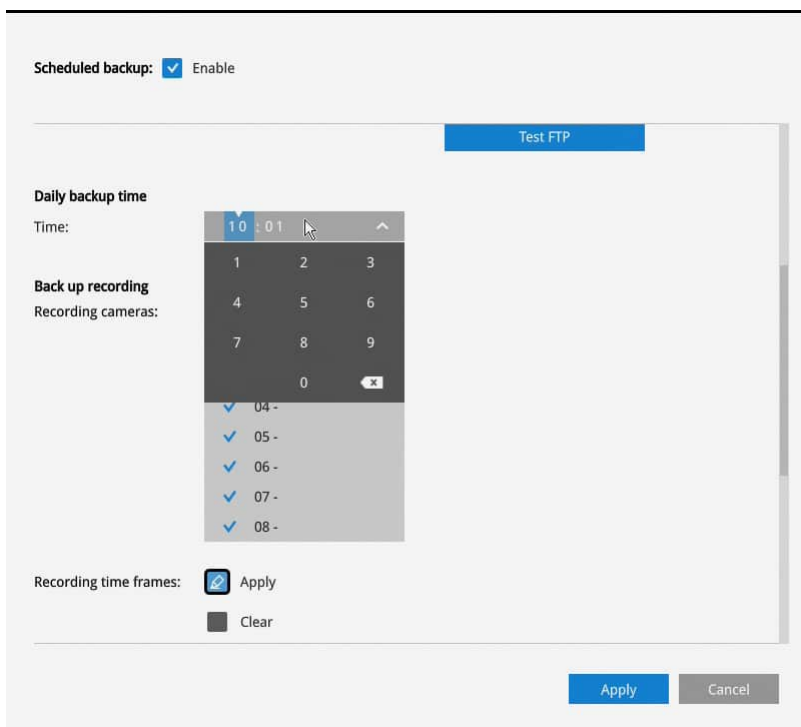 Scheduled backup: Enable
Test FTP
Daily backup time
Time: 10:01
1 2 3
Back up recording
Recording cameras:
4 5 6
7 8 9
0
04 -
05 -
06 -
07 -
08 -
Recording time frames: Apply
Clear
Apply Cancel